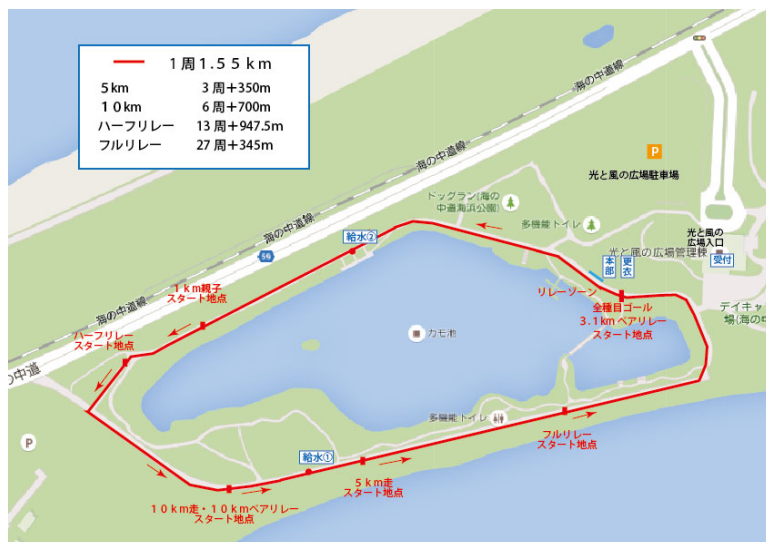 1周1.55km
5km 3周+350m
10km 6周+700m
ハーフリレー 13周+947.5m
フルリレー 27周+345m
海の中道線
海の中道線
海の中道線
海の中道線
59
P
光と風の広場駐車場
ドッグラン(海の
中道海浜公園)
多機能トイレ
光と風の
広場入口
光と風の広場管理棟
受付
本部
更衣
給水②
リレーゾーン
全種目ゴール
3.1kmペアリレー
スタート地点
デイキャ
場(海の中
1km親子
スタート地点
ハーフリレー
スタート地点
カモ池
の中道
P
多機能トイレ
フルリレー
スタート地点
給水①
5km走
スタート地点
10km走・10kmペアリレー
スタート地点